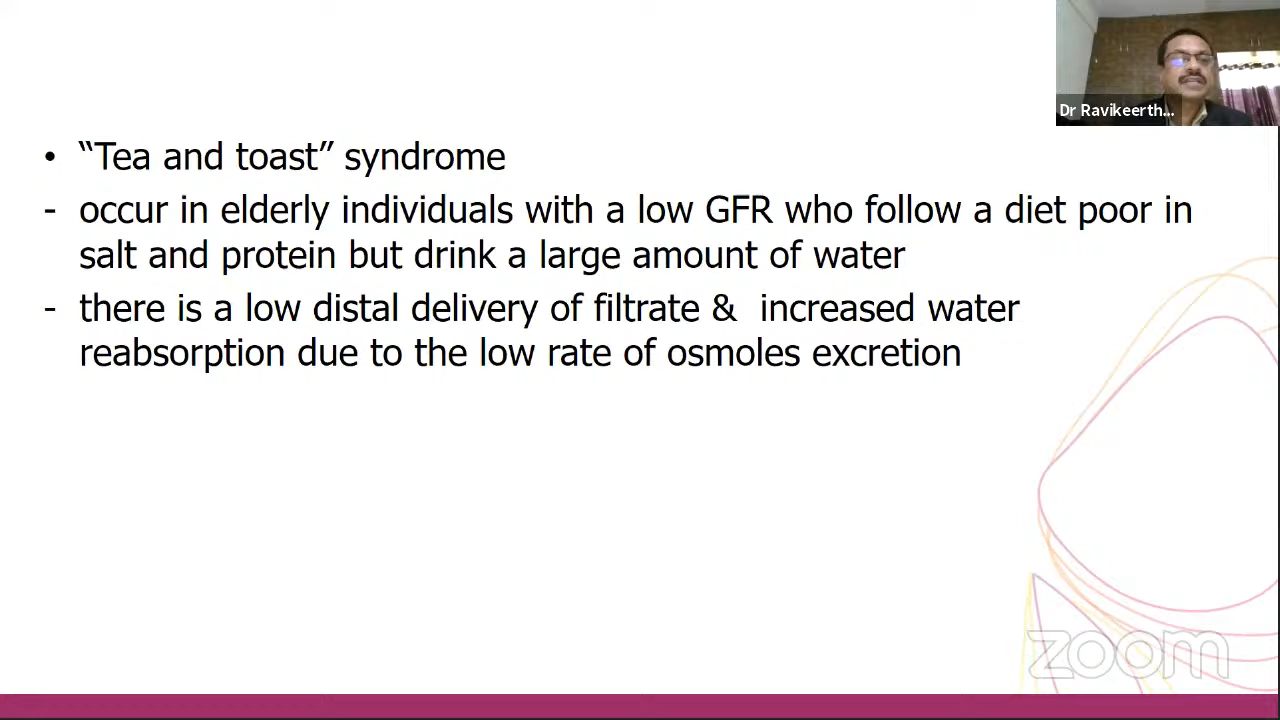 Dr Ravikeerth...
• “Tea and toast” syndrome
- occur in elderly individuals with a low GFR who follow a diet poor in
salt and protein but drink a large amount of water
- there is a low distal delivery of filtrate &  increased water
reabsorption due to the low rate of osmoles excretion
zoom